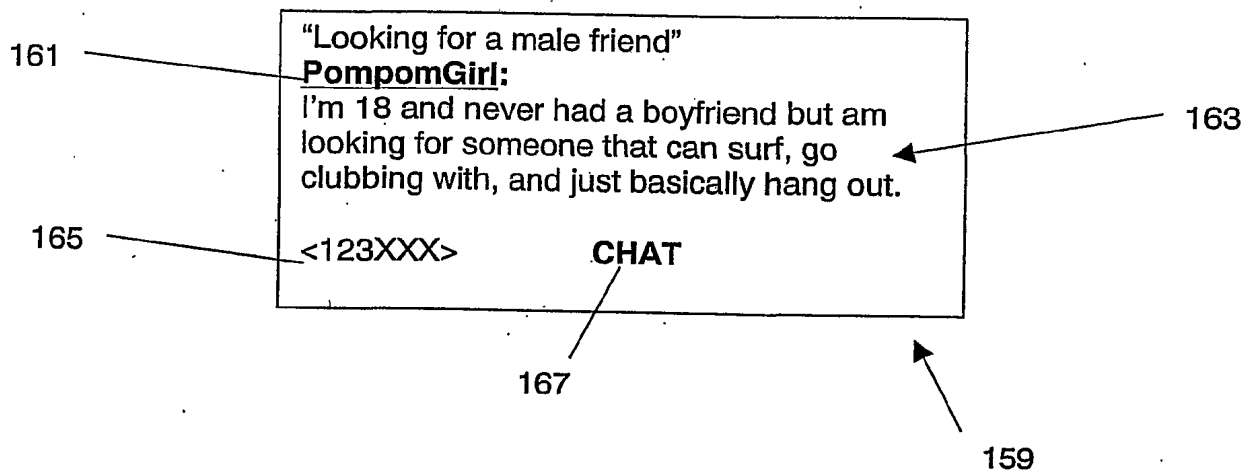 "Looking for a male friend"
161
PompomGirl:
I'm 18 and never had a boyfriend but am
163
looking for someone that can surf, go
clubbing with, and just basically hang out.
165
<123XXX> CHAT
167
159